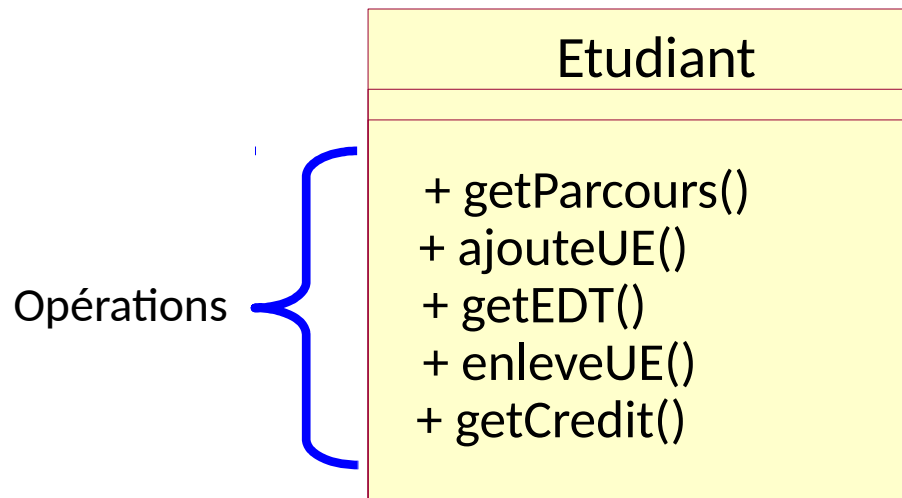 Etudiant
+ getParcours()
+ ajouteUE()
Opérations
+ getEDT()
+ enleveUE()
+ getCredit()